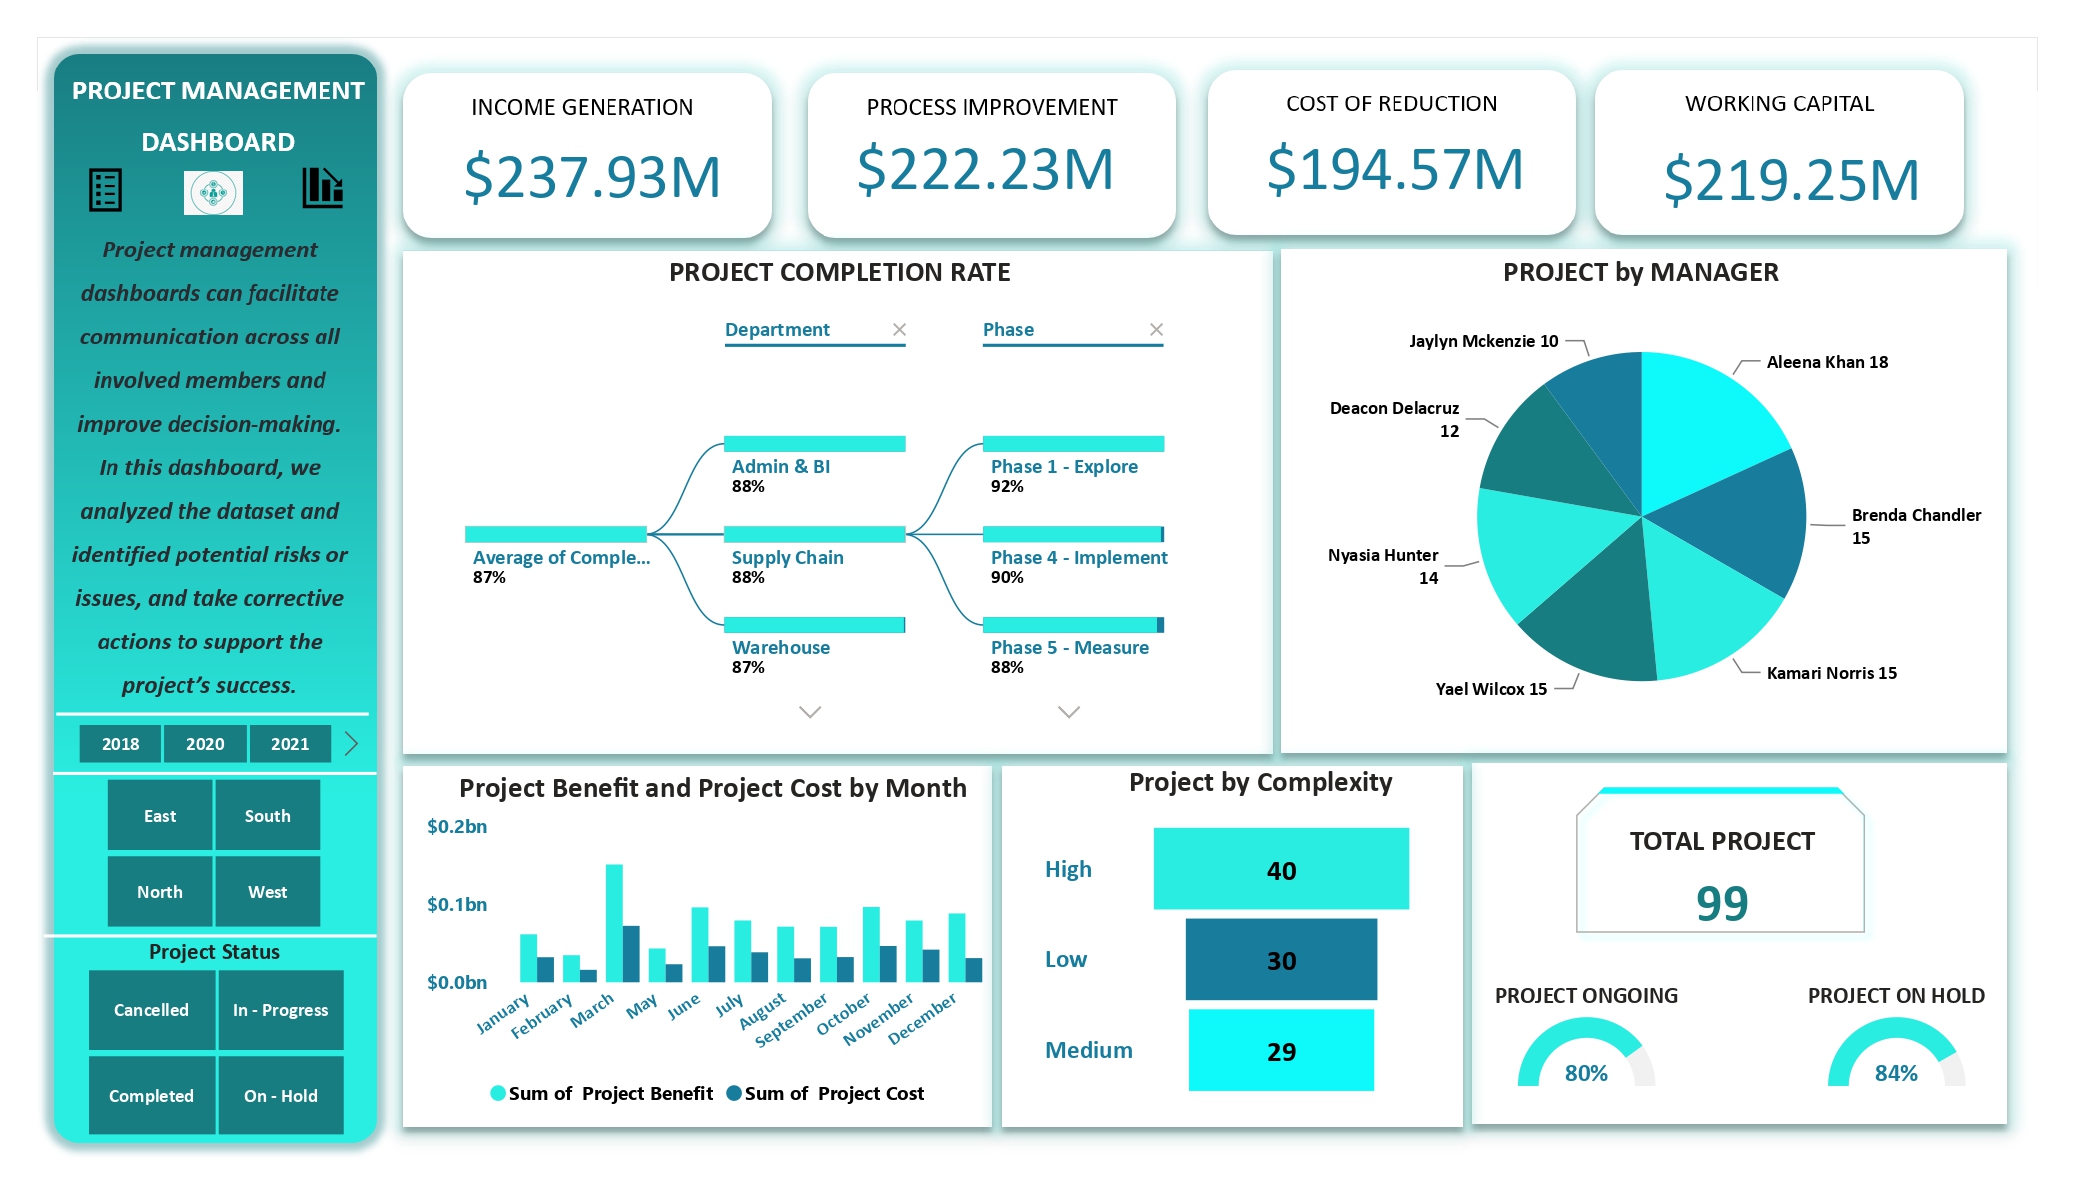 PROJECT MANAGEMENT
DASHBOARD
Project management
dashboards can facilitate
communication across all
involved members and
improve decision-making.
In this dashboard, we
analyzed the dataset and
identified potential risks or
issues, and take corrective
actions to support the
project's success.
2018 2020 2021
East South
North West
Project Status
Cancelled In - Progress
Completed On - Hold
INCOME GENERATION
$237.93M
PROCESS IMPROVEMENT
$222.23M
COST OF REDUCTION
$194.57M
WORKING CAPITAL
$219.25M
PROJECT COMPLETION RATE
Department Phase
Average of Comple...
87%
Admin & BI
88%
Supply Chain
88%
Warehouse
87%
Phase 1 - Explore
92%
Phase 4 - Implement
90%
Phase 5 - Measure
88%
PROJECT by MANAGER
Jaylyn Mckenzie 10
Aleena Khan 18
Deacon Delacruz
12
Brenda Chandler
15
Nyasia Hunter
14
Kamari Norris 15
Yael Wilcox 15
Project Benefit and Project Cost by Month
$0.2bn
$0.1bn
$0.0bn
January February March May June July August September October November December
Sum of Project Benefit Sum of Project Cost
Project by Complexity
High 40
Low 30
Medium 29
TOTAL PROJECT
99
PROJECT ONGOING
80%
PROJECT ON HOLD
84%